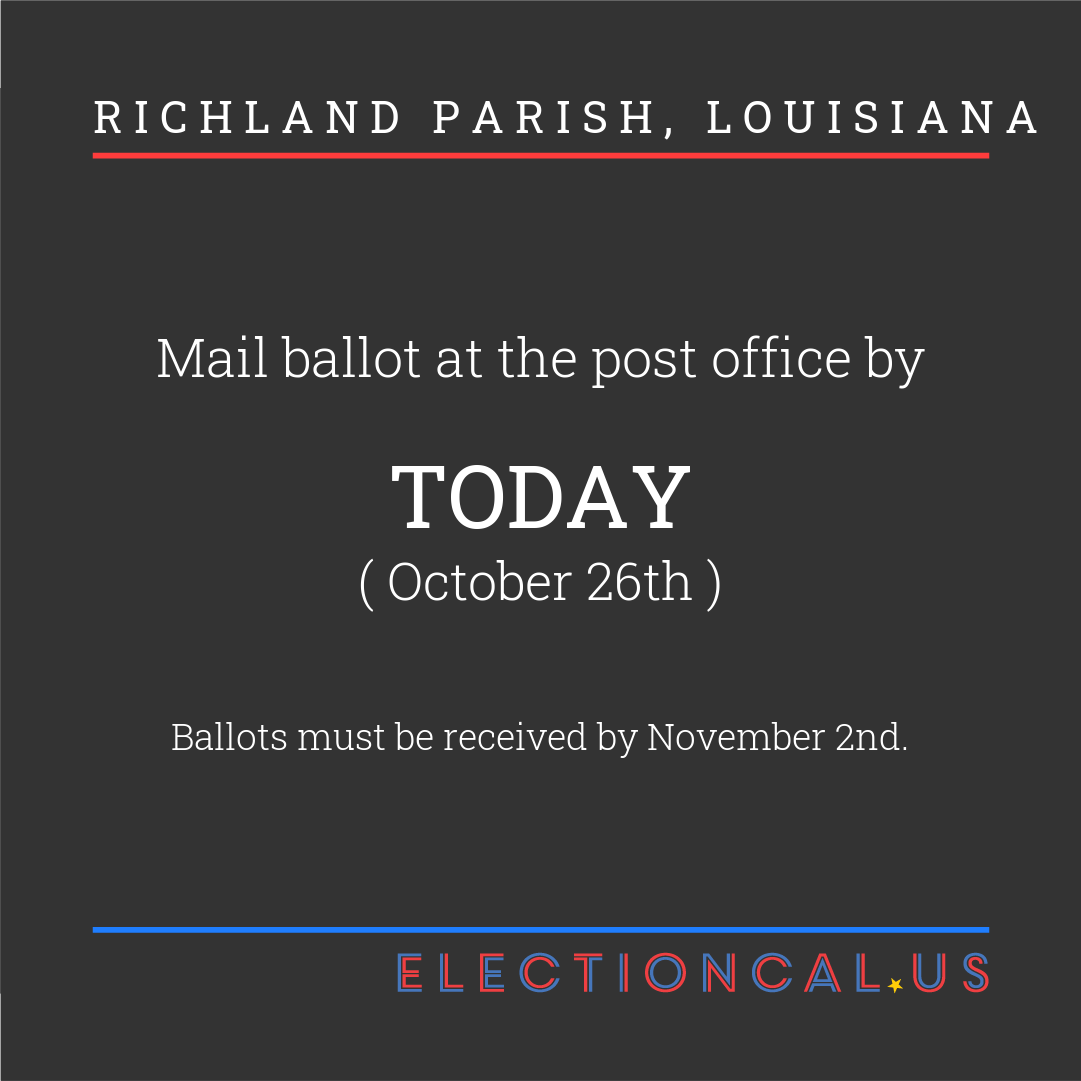 RICHLAND PARISH, LOUISIANA
Mail ballot at the post office by
TODAY
( October 26th )
Ballots must be received by November 2nd.
ELECTIONCAL.US